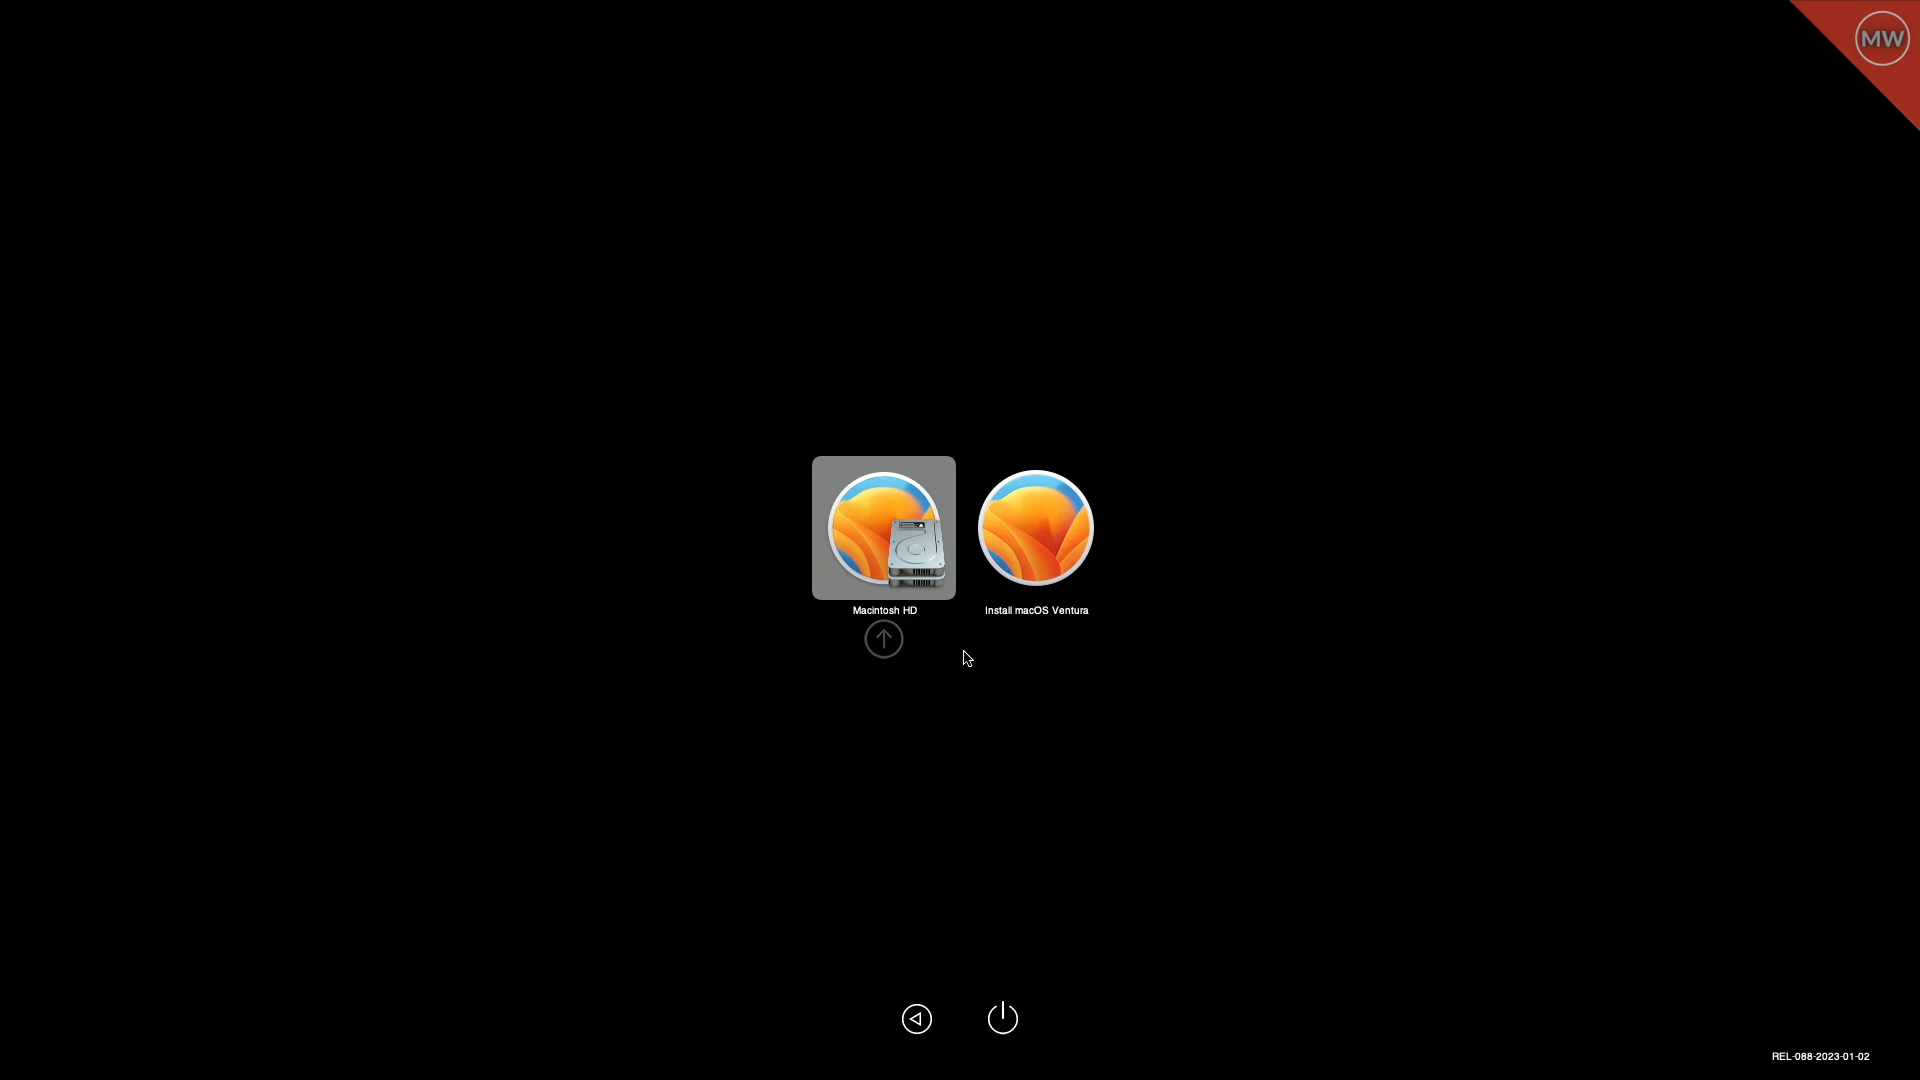 MW
Macintosh HD
Install macOS Ventura
REL-088-2023-01-02